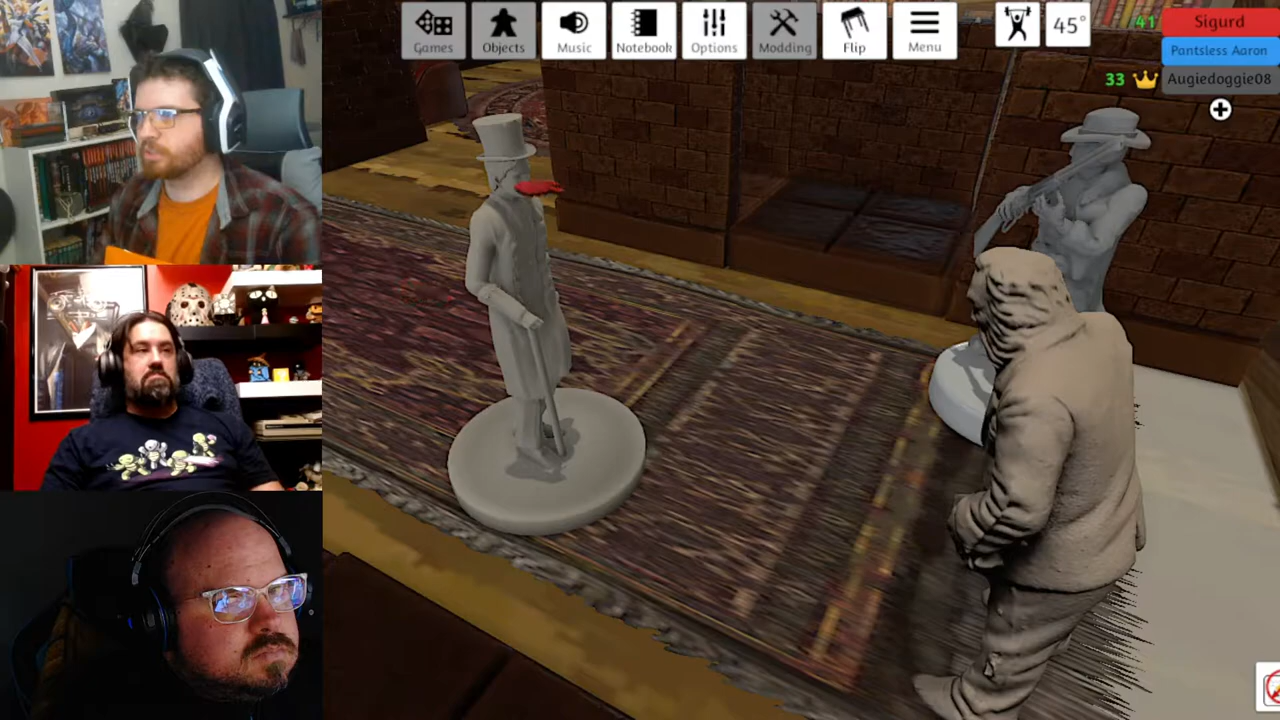 Games Objects Music Notebook Options Modding Flip Menu 45° 41 Sigurd
Pantsless Aaron
33 Augiedoggie08